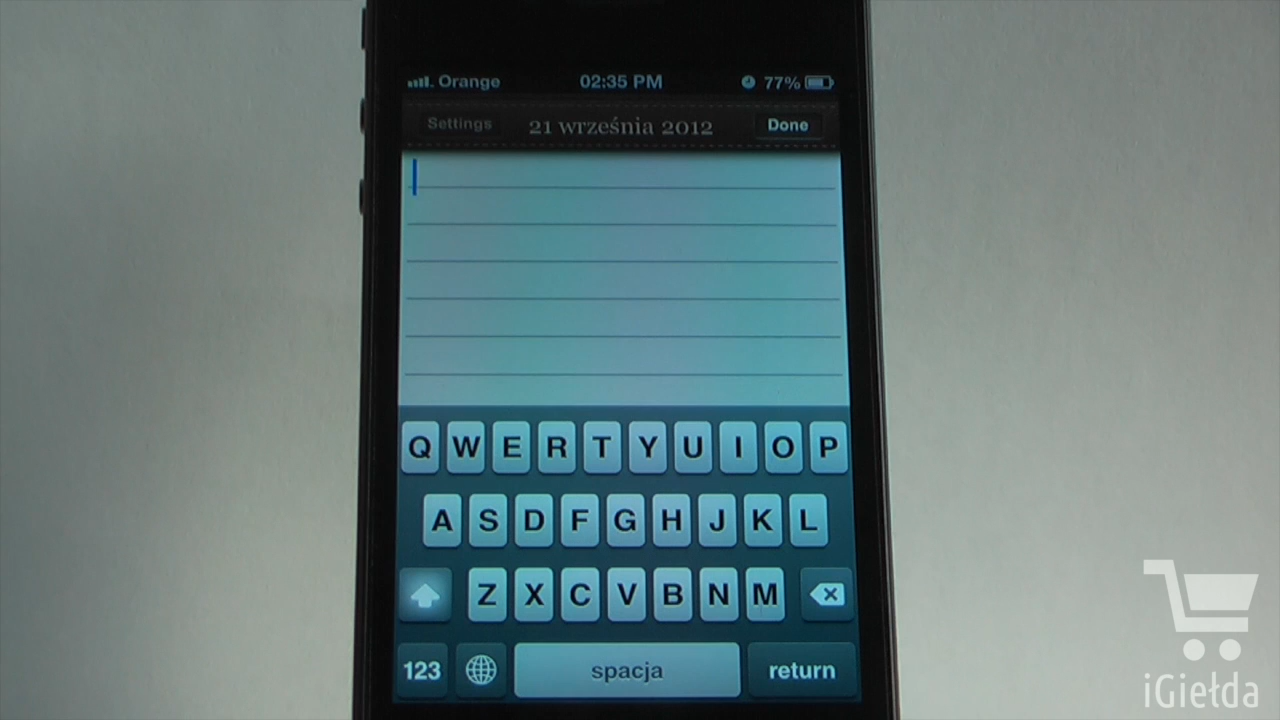 Orange 02:35 PM 77%
Settings 21 września 2012 Done
Q W E R T Y U I O P
A S D F G H J K L
Z X C V B N M
123 spacja return
iGiełda